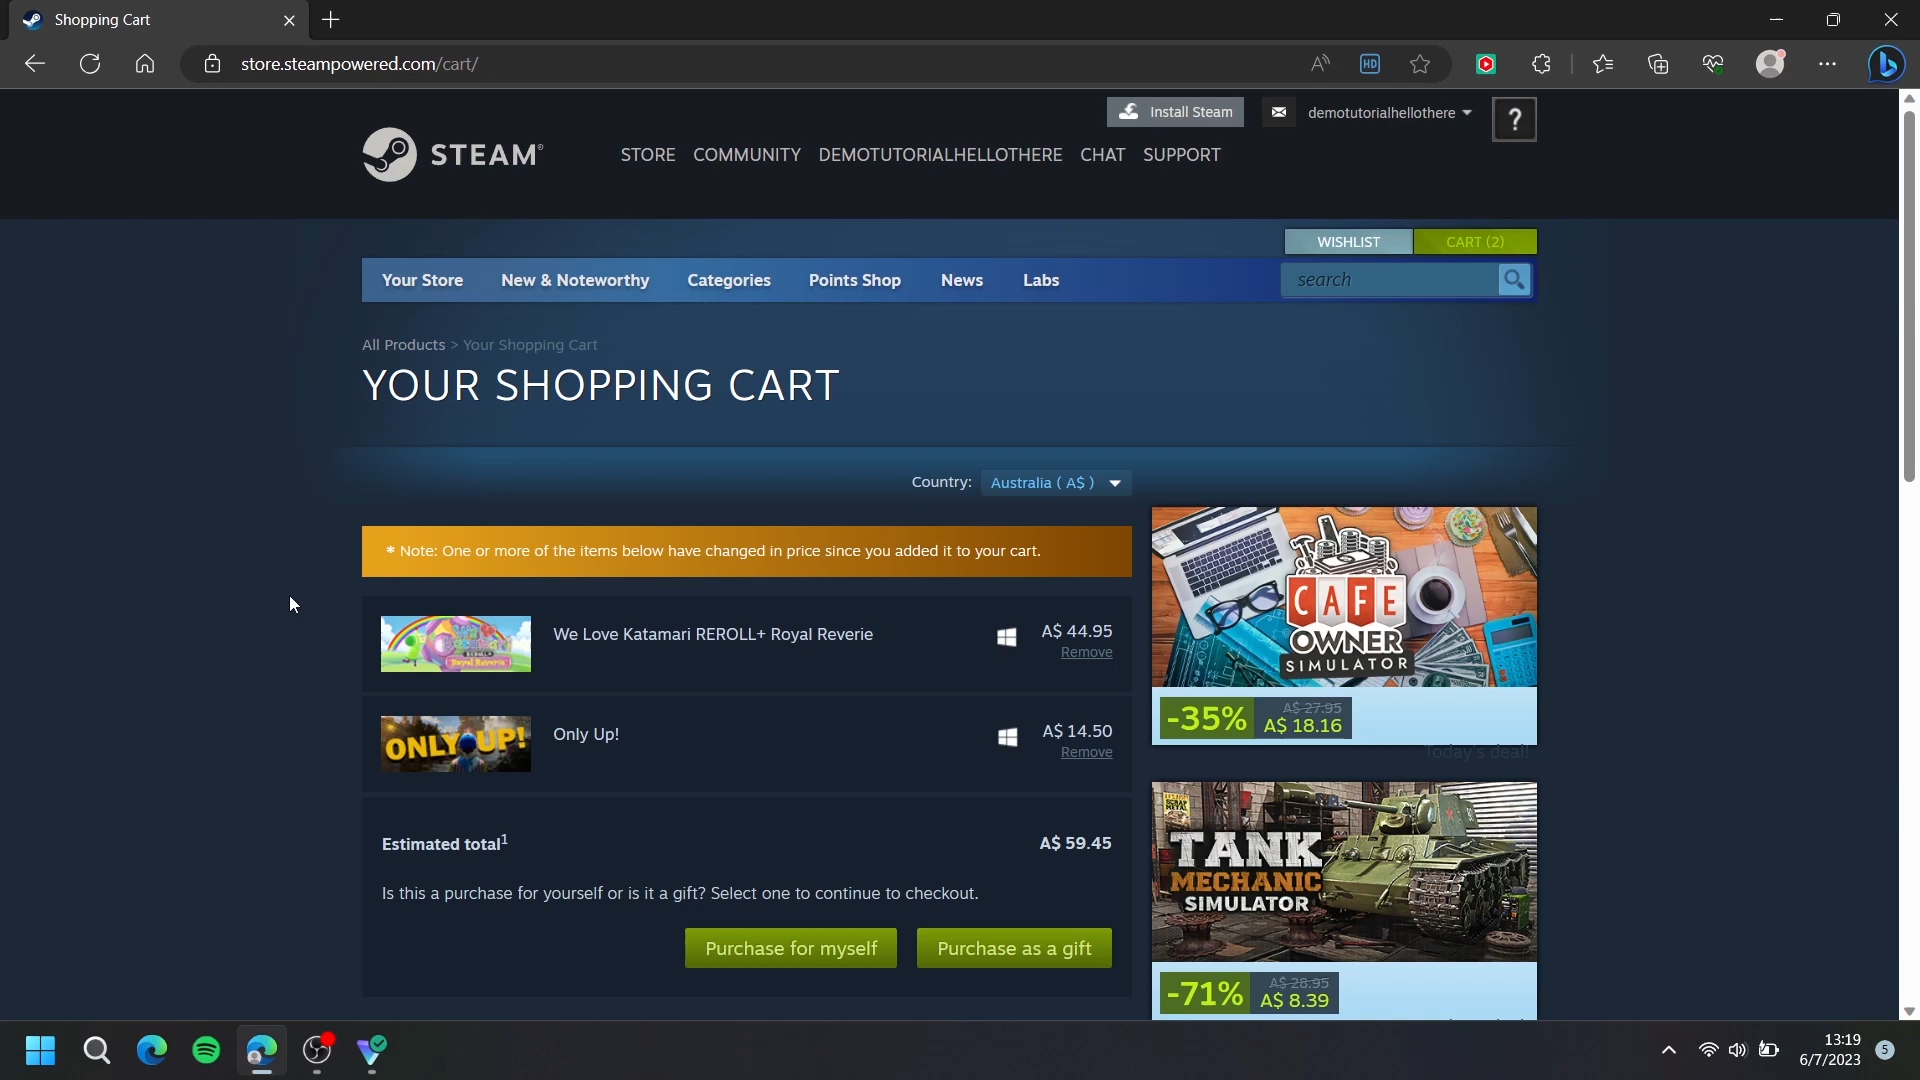 Shopping Cart
store.steampowered.com/cart/
HD
Install Steam
demotutorialhellothere
?
STEAM®
STORE COMMUNITY DEMOTUTORIALHELLOTHERE CHAT SUPPORT
WISHLIST CART (2)
Your Store New & Noteworthy Categories Points Shop News Labs search
All Products > Your Shopping Cart
YOUR SHOPPING CART
Country: Australia ( A$ )
* Note: One or more of the items below have changed in price since you added it to your cart.
We Love Katamari REROLL+ Royal Reverie
A$ 44.95
Remove
ONLY UP!
Only Up!
A$ 14.50
Remove
Estimated total¹ A$ 59.45
Is this a purchase for yourself or is it a gift? Select one to continue to checkout.
Purchase for myself Purchase as a gift
CAFE
OWNER
SIMULATOR
-35%
A$ 27.95
A$ 18.16
Today's deal!
TANK
MECHANIC
SIMULATOR
-71%
A$ 28.95
A$ 8.39
13:19
6/7/2023
5